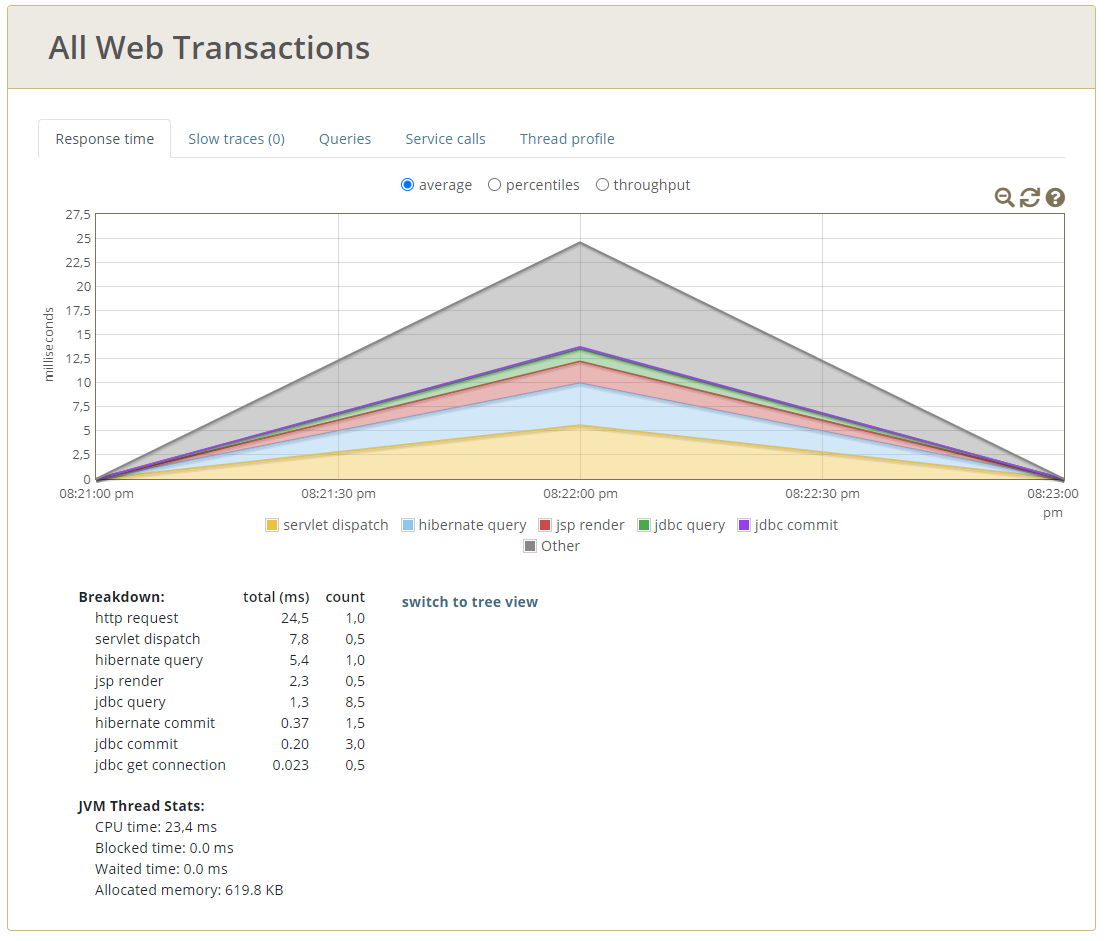 All Web Transactions
Response time Slow traces (0) Queries Service calls Thread profile
average percentiles throughput
milliseconds
27,5
25
22,5
20
17,5
15
12,5
10
7,5
5
2,5
0
08:21:00 pm 08:21:30 pm 08:22:00 pm 08:22:30 pm 08:23:00
pm
servlet dispatch hibernate query jsp render jdbc query jdbc commit
Other
Breakdown: total (ms) count switch to tree view
http request 24,5 1,0
servlet dispatch 7,8 0,5
hibernate query 5,4 1,0
jsp render 2,3 0,5
jdbc query 1,3 8,5
hibernate commit 0.37 1,5
jdbc commit 0.20 3,0
jdbc get connection 0.023 0,5
JVM Thread Stats:
CPU time: 23,4 ms
Blocked time: 0.0 ms
Waited time: 0.0 ms
Allocated memory: 619.8 KB